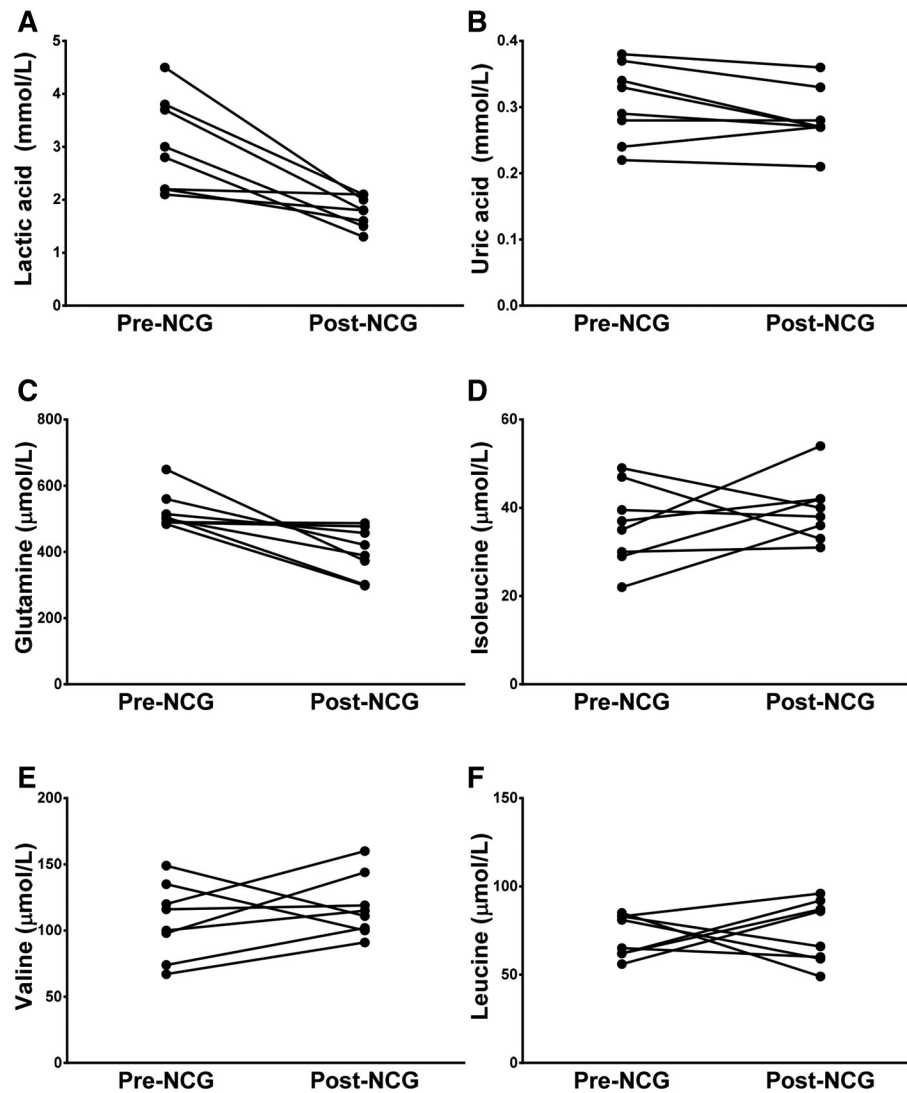 A
Lactic acid (mmol/L)
5
4
3
2
1
0
Pre-NCG Post-NCG
B
Uric acid (mmol/L)
0.4
0.3
0.2
0.1
0.0
Pre-NCG Post-NCG
C
Glutamine (μmol/L)
800
600
400
200
0
Pre-NCG Post-NCG
D
Isoleucine (μmol/L)
60
40
20
0
Pre-NCG Post-NCG
E
Valine (μmol/L)
200
150
100
50
0
Pre-NCG Post-NCG
F
Leucine (μmol/L)
150
100
50
0
Pre-NCG Post-NCG